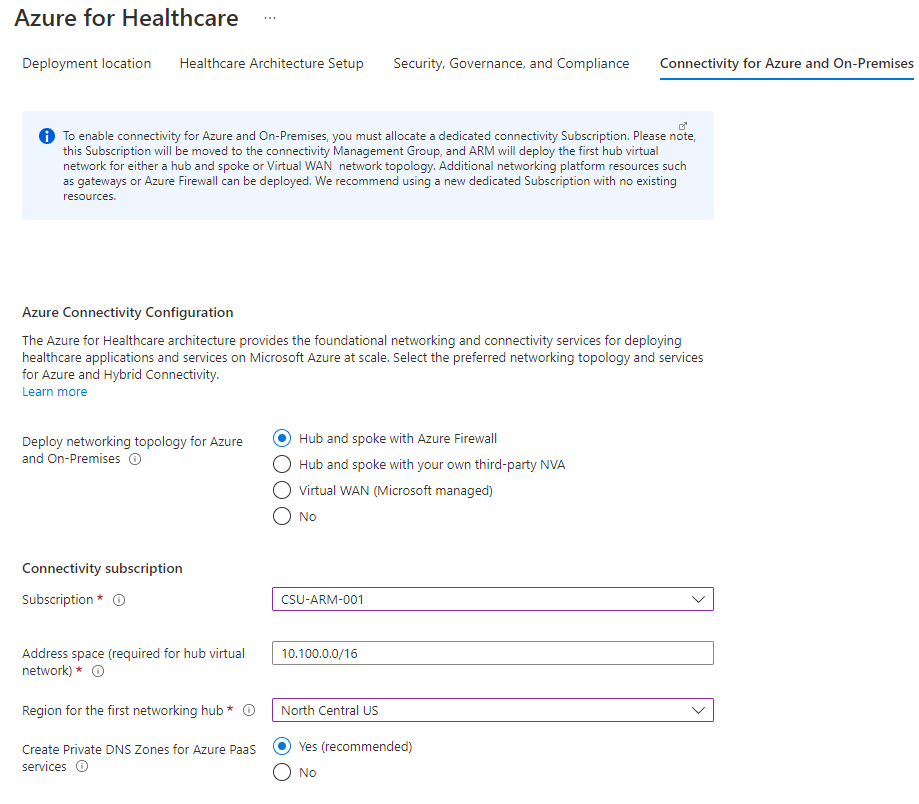 Azure for Healthcare ...
Deployment location Healthcare Architecture Setup Security, Governance, and Compliance Connectivity for Azure and On-Premises
To enable connectivity for Azure and On-Premises, you must allocate a dedicated connectivity Subscription. Please note,
this Subscription will be moved to the connectivity Management Group, and ARM will deploy the first hub virtual
network for either a hub and spoke or Virtual WAN network topology. Additional networking platform resources such
as gateways or Azure Firewall can be deployed. We recommend using a new dedicated Subscription with no existing
resources.
Azure Connectivity Configuration
The Azure for Healthcare architecture provides the foundational networking and connectivity services for deploying
healthcare applications and services on Microsoft Azure at scale. Select the preferred networking topology and services
for Azure and Hybrid Connectivity.
Learn more
Deploy networking topology for Azure
and On-Premises
Hub and spoke with Azure Firewall
Hub and spoke with your own third-party NVA
Virtual WAN (Microsoft managed)
No
Connectivity subscription
Subscription * CSU-ARM-001
Address space (required for hub virtual
network) *
10.100.0.0/16
Region for the first networking hub * North Central US
Create Private DNS Zones for Azure PaaS
services
Yes (recommended)
No